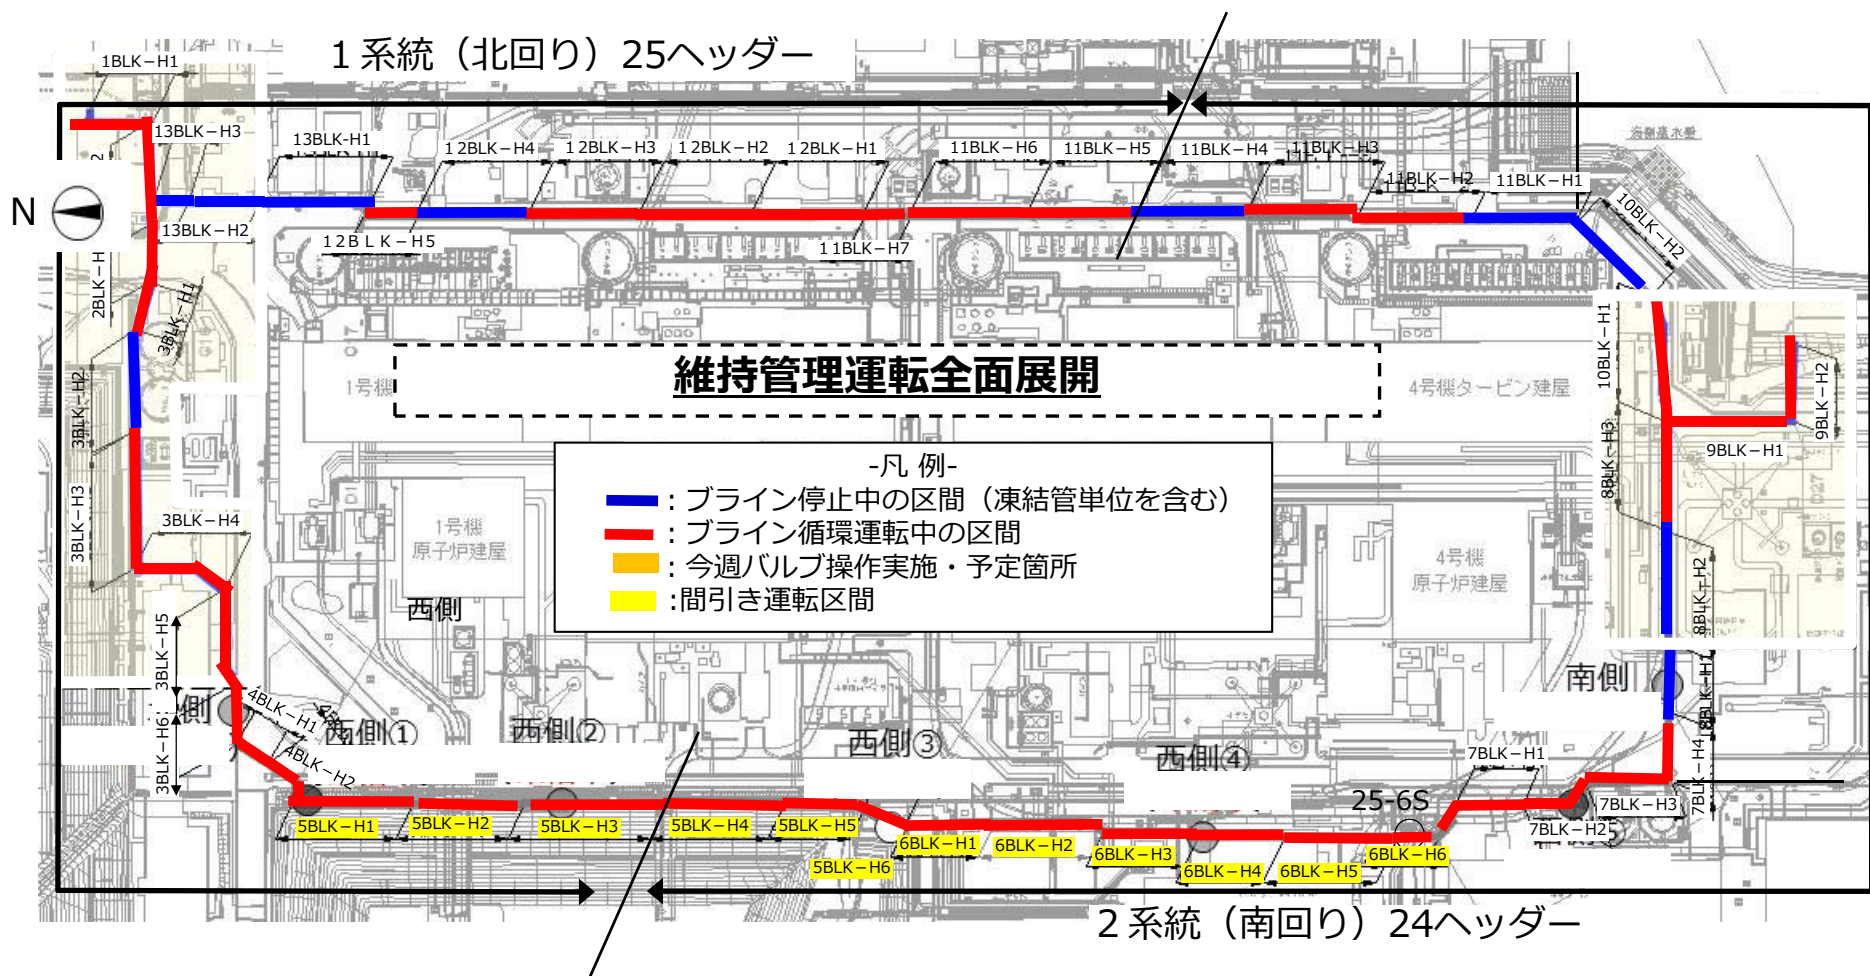 1系統（北回り）25ヘッダー
1BLK－H1
13BLK－H3
13BLK-H1
12BLK－H4
12BLK－H3
12BLK－H2
12BLK－H1
11BLK－H6
11BLK－H5
11BLK－H4
11BLK－H3
11BLK－H2
11BLK－H1
10BLK－H2
海側遮水壁
N
13BLK－H2
12BLK－H5
11BLK－H7
2BLK－H
3BLK－H1
3BLK－H2
3BLK－H3
3BLK－H4
3BLK－H5
3BLK－H6
1号機
維持管理運転全面展開
4号機タービン建屋
10BLK－H1
9BLK－H2
9BLK－H1
8BLK－H3
8BLK－H2
8BLK－H1
-凡 例-
：ブライン停止中の区間（凍結管単位を含む）
：ブライン循環運転中の区間
：今週バルブ操作実施・予定箇所
:間引き運転区間
1号機
原子炉建屋
4号機
原子炉建屋
西側
南側
側
4BLK－H1
4BLK－H2
西側①
西側②
西側③
西側④
25-6S
7BLK－H1
7BLK－H2
7BLK－H3
7BLK－H4
5BLK－H1
5BLK－H2
5BLK－H3
5BLK－H4
5BLK－H5
5BLK－H6
6BLK－H1
6BLK－H2
6BLK－H3
6BLK－H4
6BLK－H5
6BLK－H6
2系統（南回り）24ヘッダー